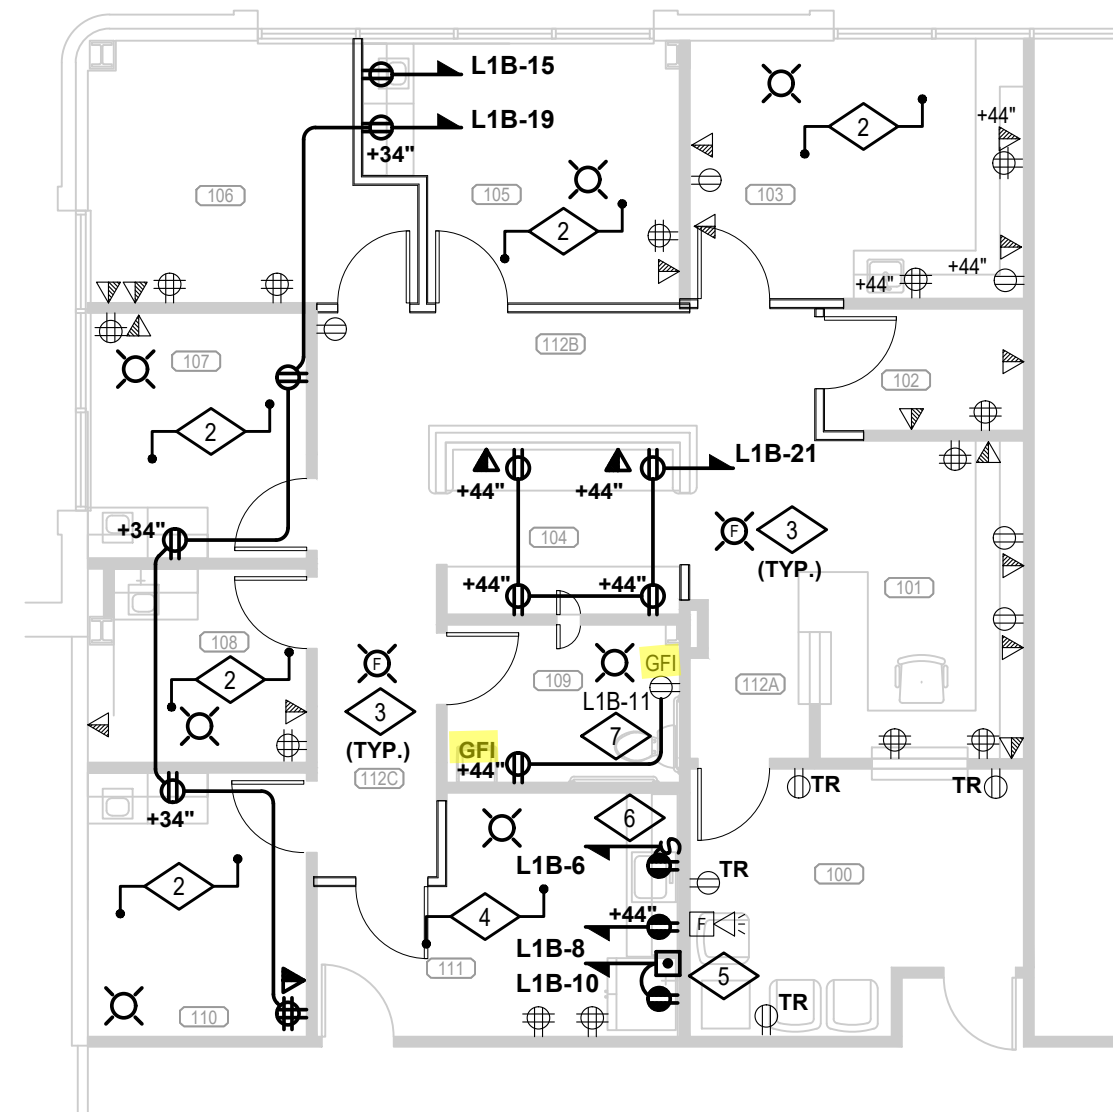 L1B-15
+44"
2
L1B-19
+34"
106
105
103
2
+44"
+44"
112B
107
102
2
L1B-21
+44"
+44"
+34"
104
F
3
(TYP.)
+44"
+44"
101
108
F
GFI
109
2
L1B-11
112A
3
7
(TYP.)
GFI
+44"
112C
TR
TR
+34"
6
L1B-6
TR
100
2
+44"
4
F
L1B-8
111
5
L1B-10
TR
110